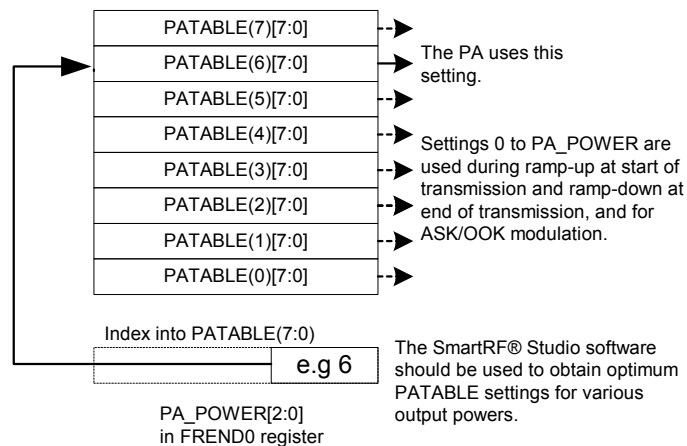 PATABLE(7)[7:0]
PATABLE(6)[7:0]
PATABLE(5)[7:0]
PATABLE(4)[7:0]
PATABLE(3)[7:0]
PATABLE(2)[7:0]
PATABLE(1)[7:0]
PATABLE(0)[7:0]
The PA uses this
setting.
Settings 0 to PA_POWER are
used during ramp-up at start of
transmission and ramp-down at
end of transmission, and for
ASK/OOK modulation.
Index into PATABLE(7:0)
e.g 6
PA_POWER[2:0]
in FREND0 register
The SmartRF® Studio software
should be used to obtain optimum
PATABLE settings for various
output powers.